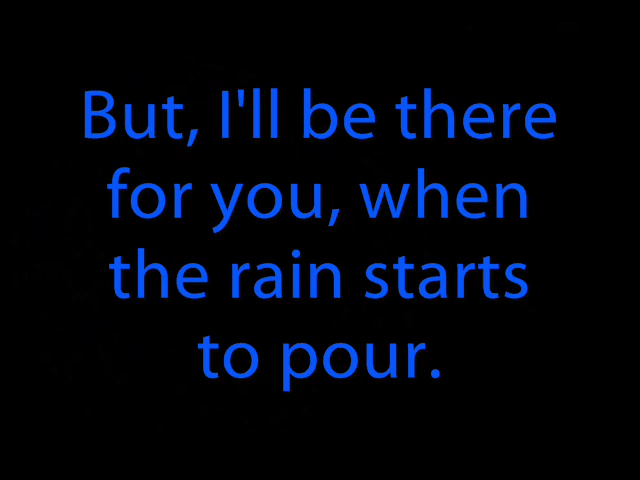 But, I'll be there
for you, when
the rain starts
to pour.